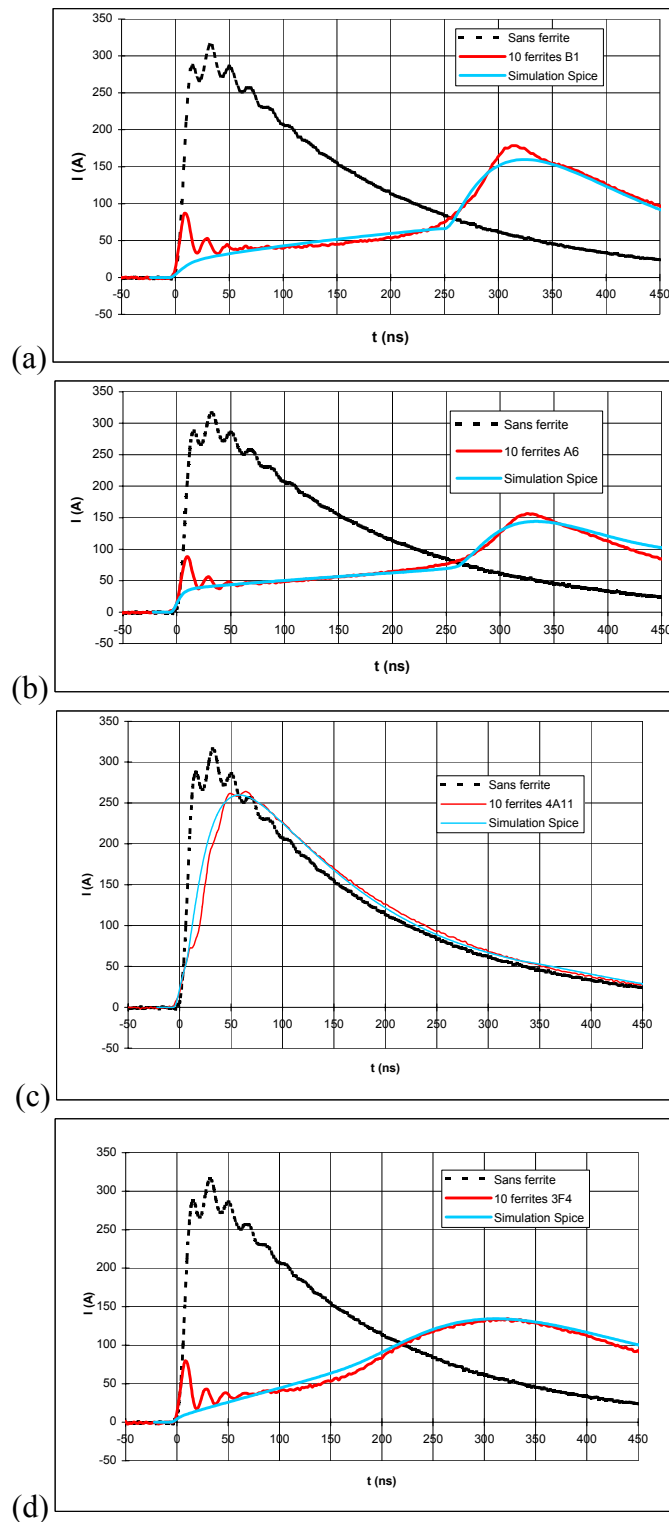 350
300
250
200
150
100
50
0
-50
I (A)
-50 0 50 100 150 200 250 300 350 400 450
t (ns)
Sans ferrite
10 ferrites B1
Simulation Spice
(a)
350
300
250
200
150
100
50
0
-50
I (A)
-50 0 50 100 150 200 250 300 350 400 450
t (ns)
Sans ferrite
10 ferrites A6
Simulation Spice
(b)
350
300
250
200
150
100
50
0
-50
I (A)
-50 0 50 100 150 200 250 300 350 400 450
t (ns)
Sans ferrite
10 ferrites 4A11
Simulation Spice
(c)
350
300
250
200
150
100
50
0
-50
I (A)
-50 0 50 100 150 200 250 300 350 400 450
t (ns)
Sans ferrite
10 ferrites 3F4
Simulation Spice
(d)